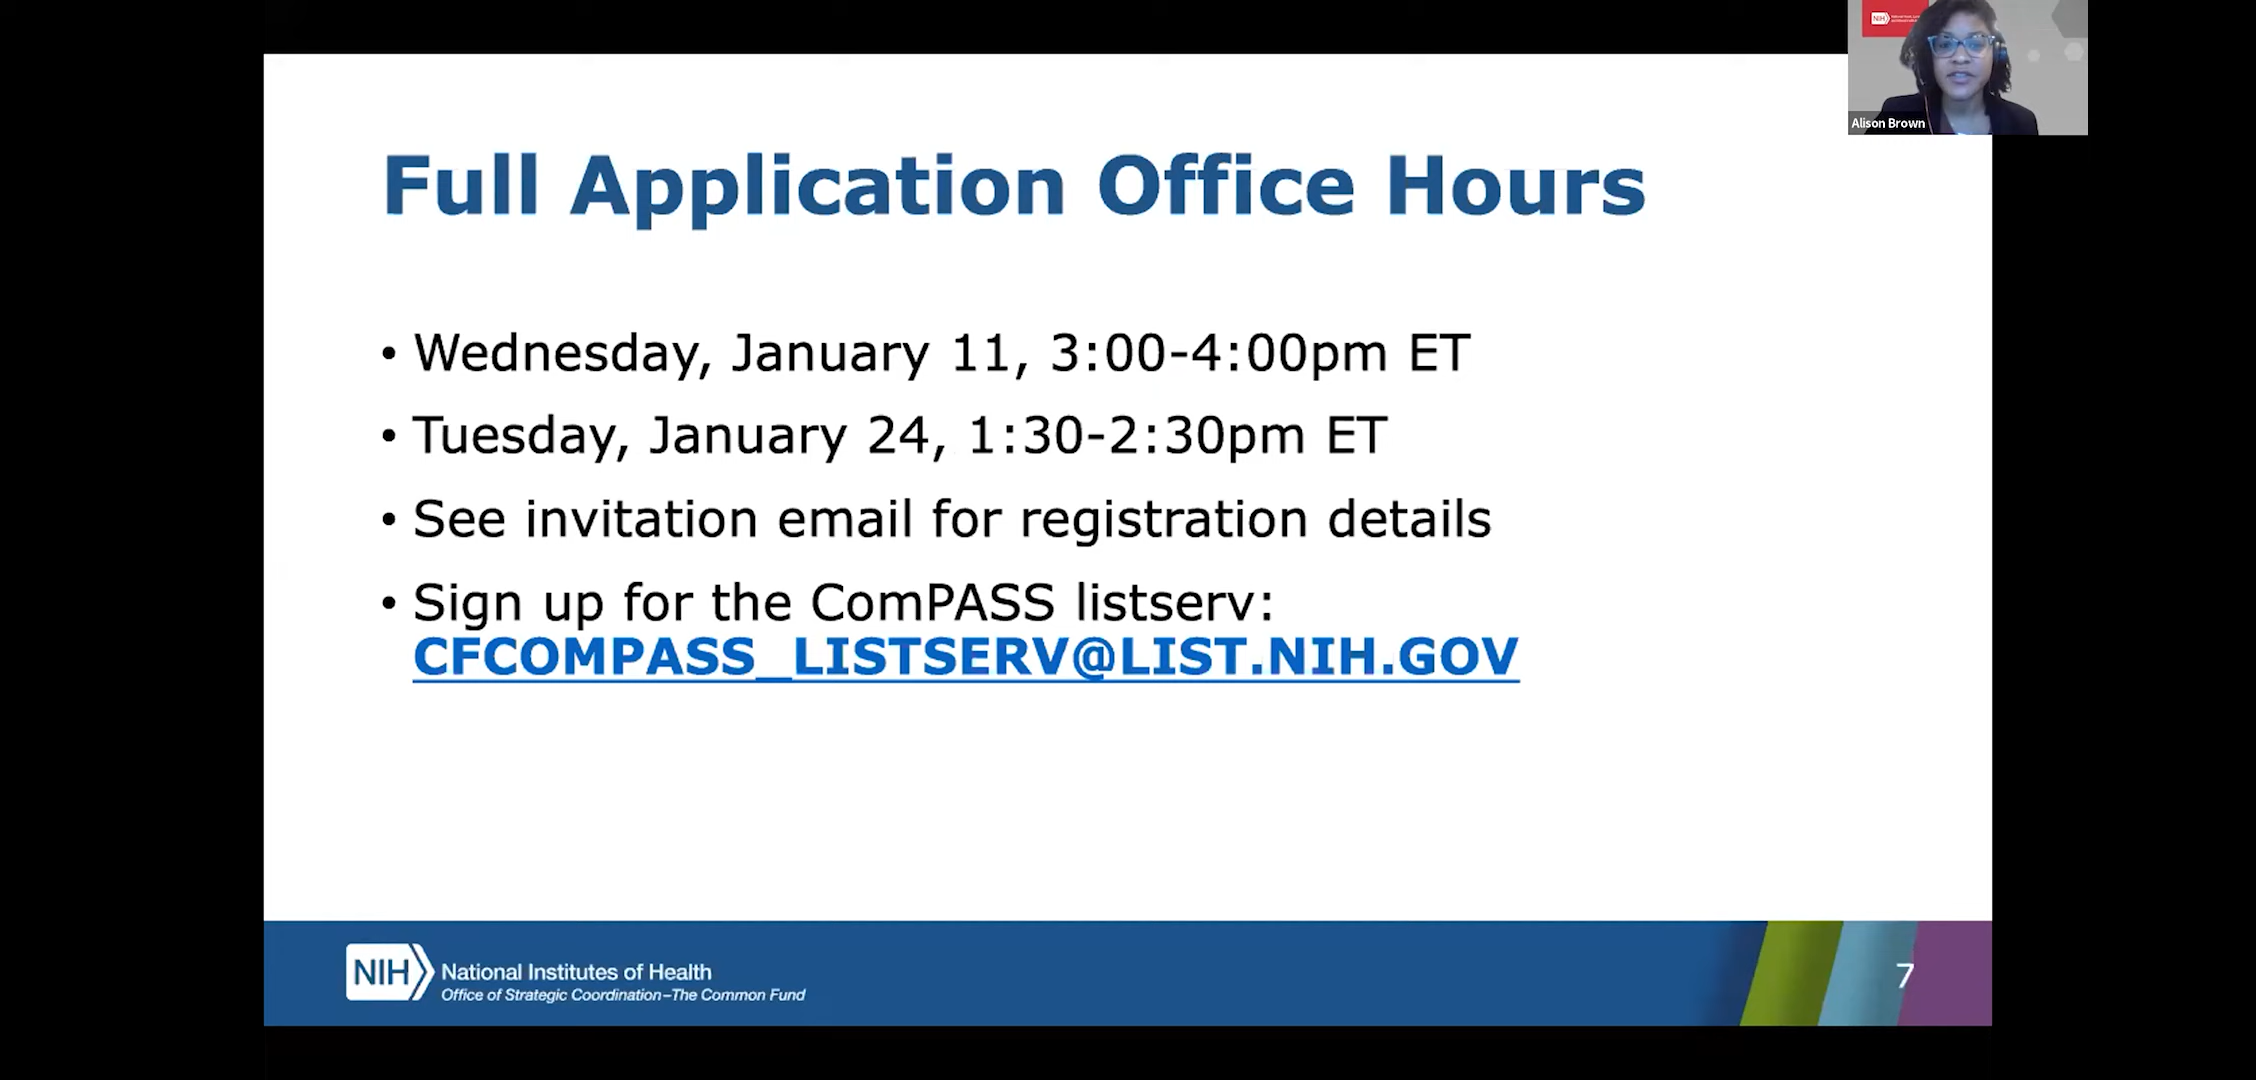 NIH
Alison Brown
Full Application Office Hours
• Wednesday, January 11, 3:00-4:00pm ET
• Tuesday, January 24, 1:30-2:30pm ET
• See invitation email for registration details
• Sign up for the ComPASS listserv:
CFCOMPASS_LISTSERV@LIST.NIH.GOV
NIH National Institutes of Health
Office of Strategic Coordination–The Common Fund
7